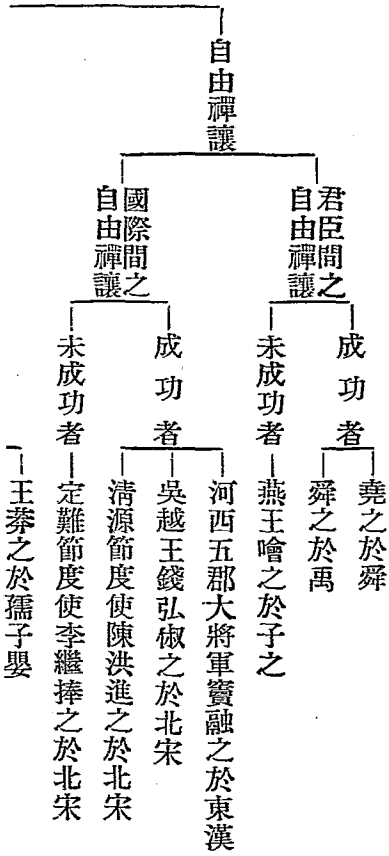 自由禪讓
君臣間之
自由禪讓
成功者
堯之於舜
舜之於禹
未成功者
燕王噲之於子之
國際間之
自由禪讓
成功者
河西五郡大將軍竇融之於東漢
吳越王錢弘俶之於北宋
清源節度使陳洪進之於北宋
未成功者
定難節度使李繼捧之於北宋
王莽之於孺子嬰